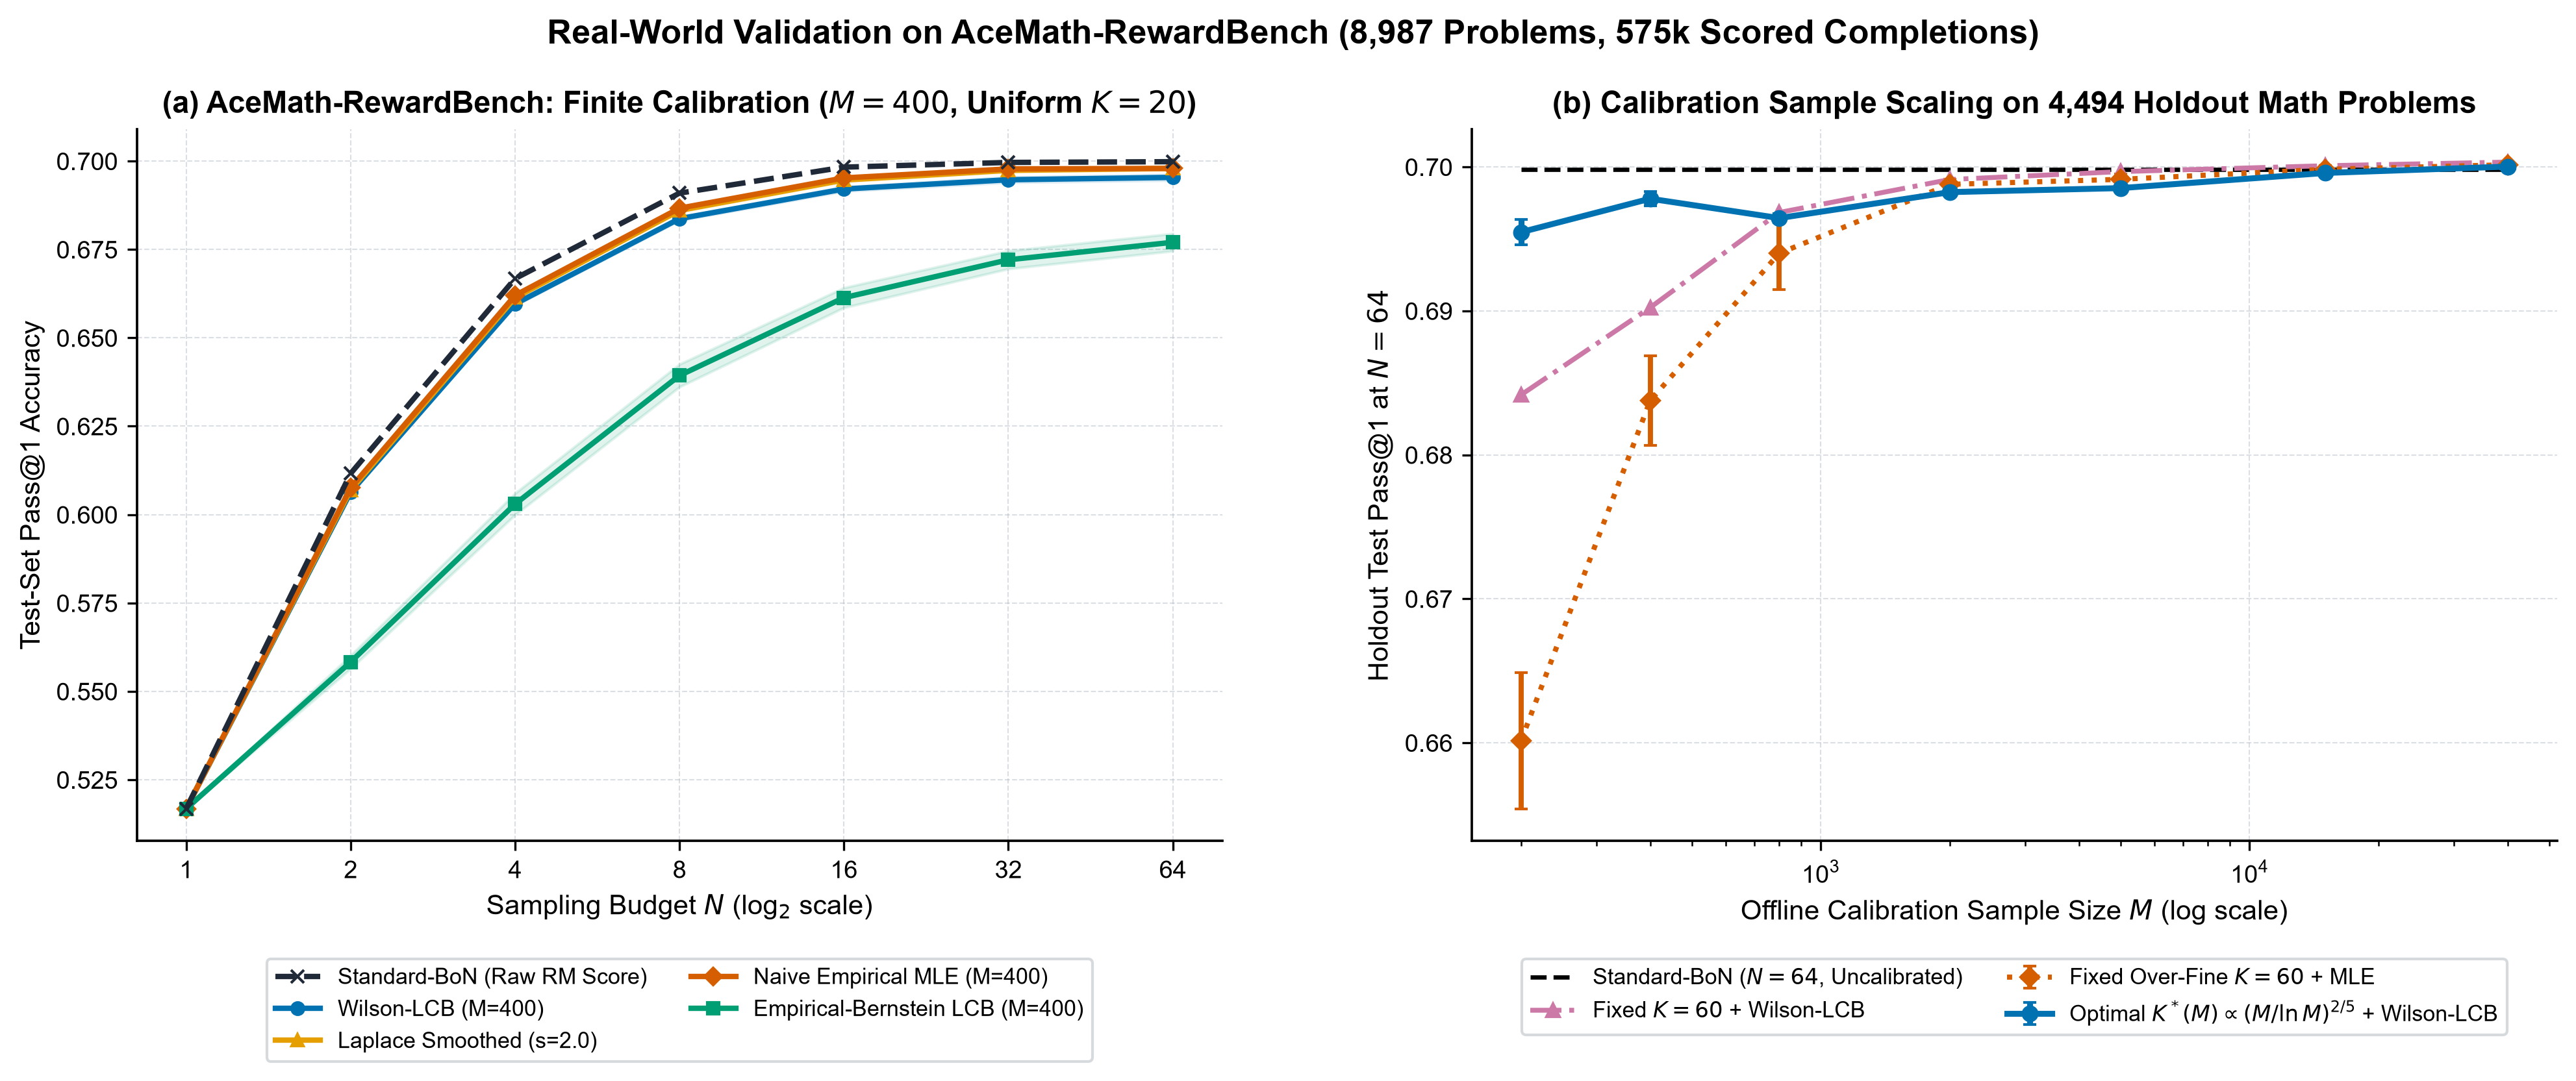 Real-World Validation on AceMath-RewardBench (8,987 Problems, 575k Scored Completions)
(a) AceMath-RewardBench: Finite Calibration (M = 400, Uniform K = 20)
Test-Set Pass@1 Accuracy
0.700
0.675
0.650
0.625
0.600
0.575
0.550
0.525
1 2 4 8 16 32 64
Sampling Budget N (log₂ scale)
Standard-BoN (Raw RM Score)
Wilson-LCB (M=400)
Laplace Smoothed (s=2.0)
Naive Empirical MLE (M=400)
Empirical-Bernstein LCB (M=400)
(b) Calibration Sample Scaling on 4,494 Holdout Math Problems
Holdout Test Pass@1 at N = 64
0.70
0.69
0.68
0.67
0.66
10³ 10⁴
Offline Calibration Sample Size M (log scale)
Standard-BoN (N = 64, Uncalibrated)
Fixed K = 60 + Wilson-LCB
Fixed Over-Fine K = 60 + MLE
Optimal K*(M) ∝ (M/ln M)^2/5 + Wilson-LCB